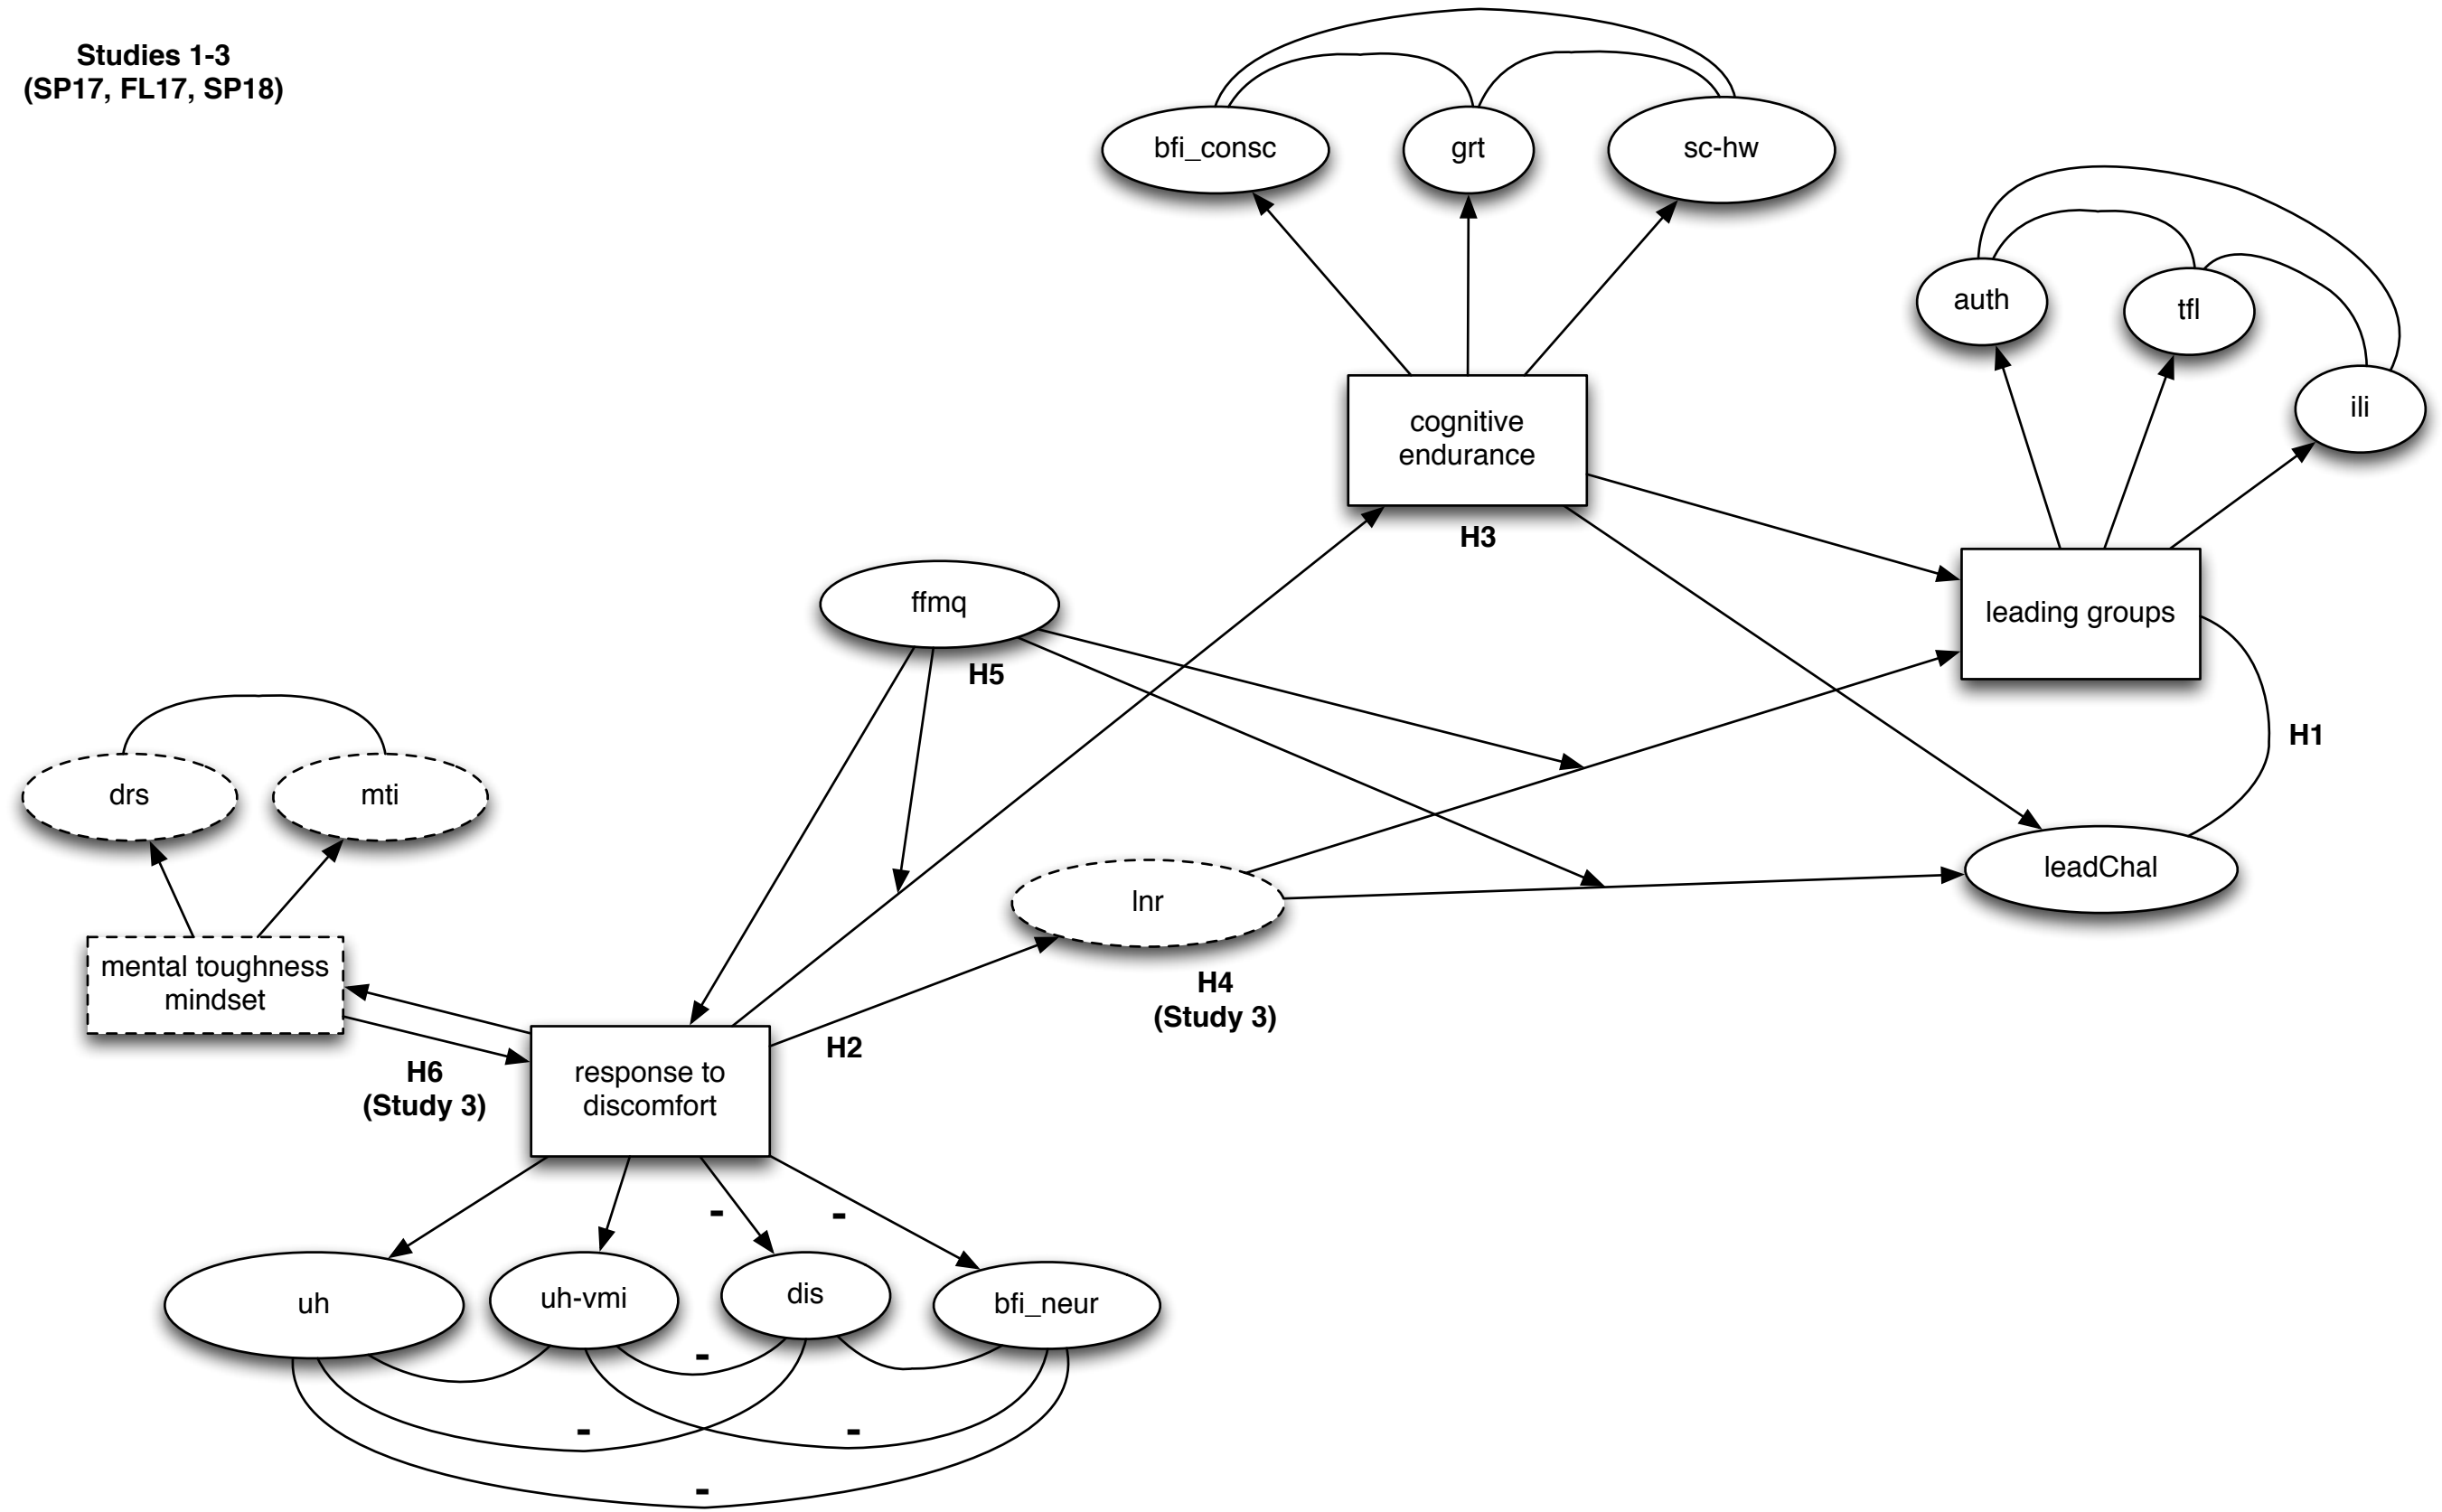 Studies 1-3
(SP17, FL17, SP18)
bfi_consc
grt
sc-hw
auth
tfl
ili
cognitive
endurance
H3
ffmq
H5
leading groups
H1
drs
mti
lnr
leadChal
mental toughness
mindset
H4
(Study 3)
H2
H6
(Study 3)
response to
discomfort
-
-
uh
uh-vmi
dis
bfi_neur
-
-
-
-